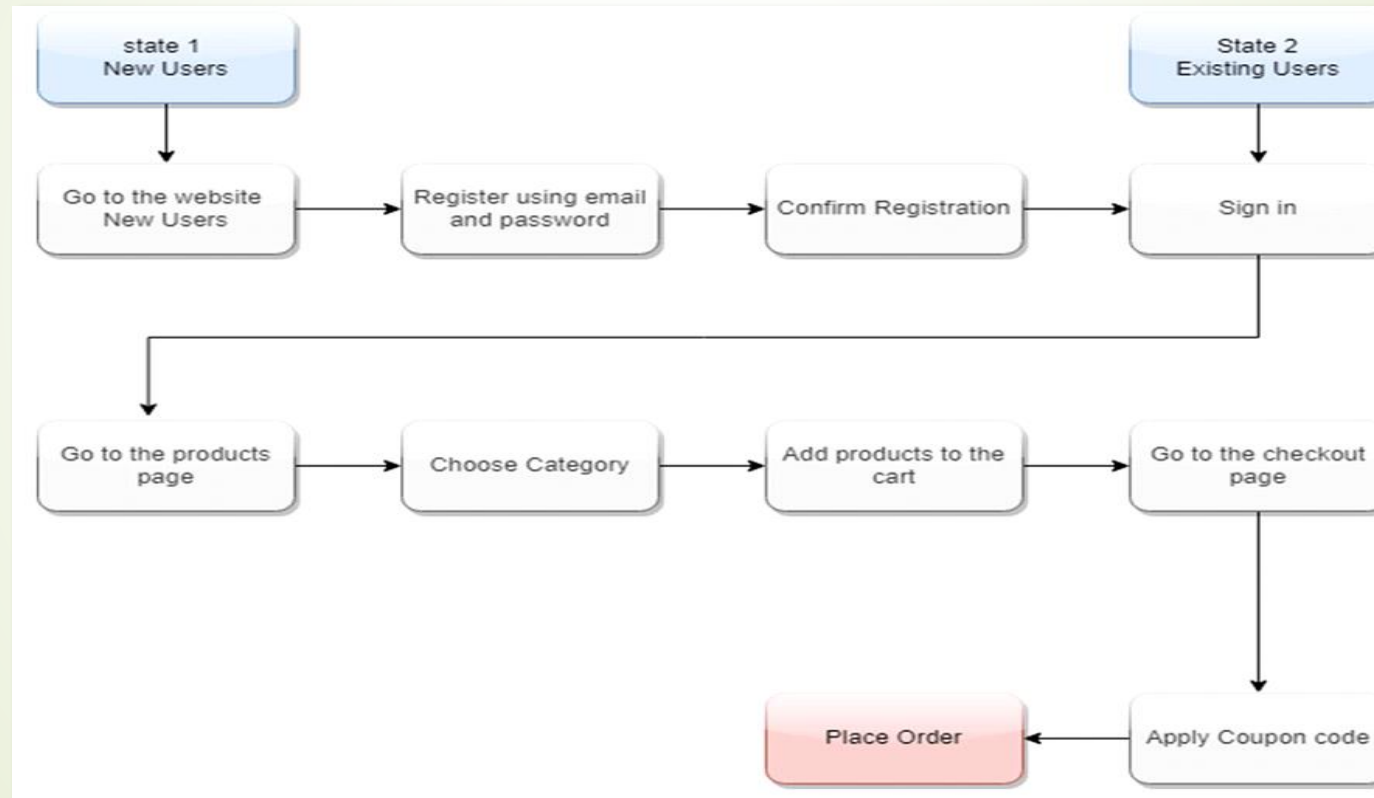 state 1
New Users
State 2
Existing Users
Go to the website
New Users
Register using email
and password
Confirm Registration
Sign in
Go to the products
page
Choose Category
Add products to the
cart
Go to the checkout
page
Place Order
Apply Coupon code